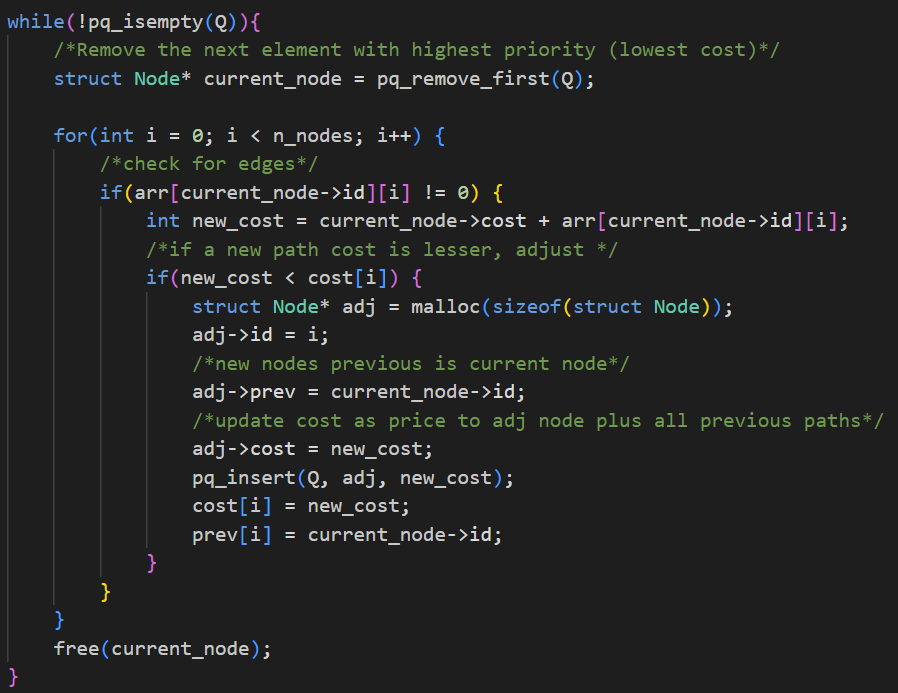 while(!pq_isempty(Q)){
    /*Remove the next element with highest priority (lowest cost)*/
    struct Node* current_node = pq_remove_first(Q);

    for(int i = 0; i < n_nodes; i++) {
        /*check for edges*/
        if(arr[current_node->id][i] != 0) {
            int new_cost = current_node->cost + arr[current_node->id][i];
            /*if a new path cost is lesser, adjust */
            if(new_cost < cost[i]) {
                struct Node* adj = malloc(sizeof(struct Node));
                adj->id = i;
                /*new nodes previous is current node*/
                adj->prev = current_node->id;
                /*update cost as price to adj node plus all previous paths*/
                adj->cost = new_cost;
                pq_insert(Q, adj, new_cost);
                cost[i] = new_cost;
                prev[i] = current_node->id;
            }
        }
    }
    free(current_node);
}